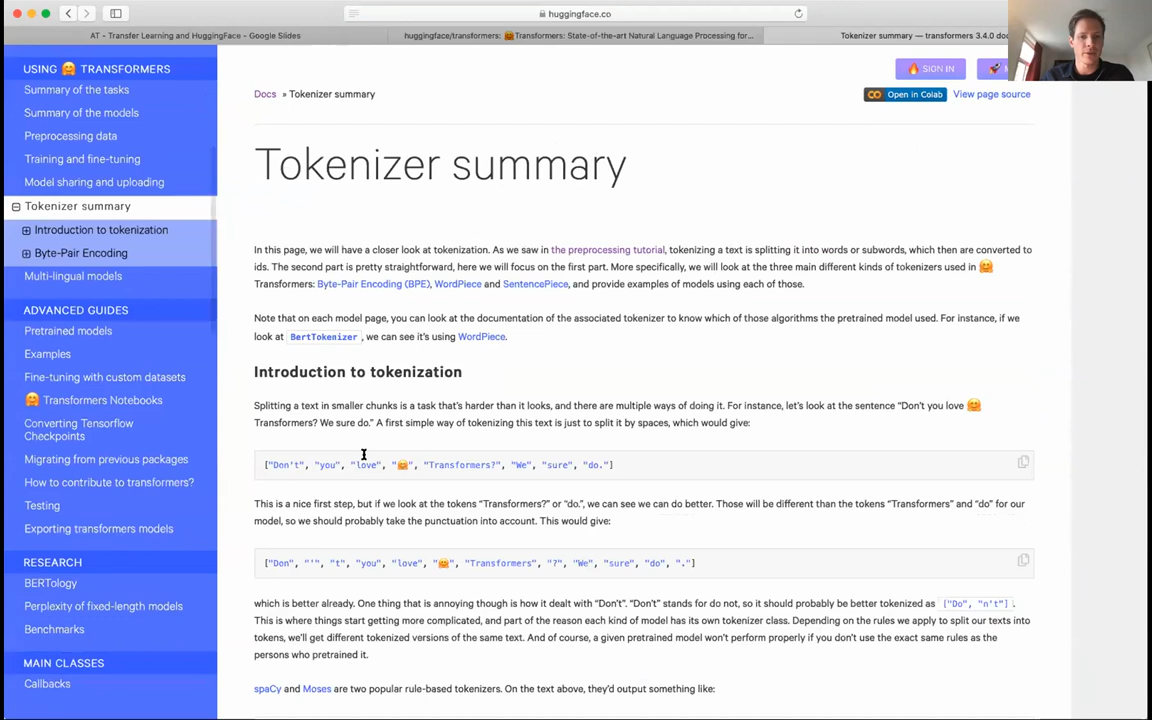 huggingface.co
AT - Transfer Learning and HuggingFace - Google Slides
huggingface/transformers: 🤗Transformers: State-of-the-art Natural Language Processing for...
Tokenizer summary — transformers 3.4.0 doc
USING 🤗 TRANSFORMERS
Summary of the tasks
Summary of the models
Preprocessing data
Training and fine-tuning
Model sharing and uploading
Tokenizer summary
Introduction to tokenization
Byte-Pair Encoding
Multi-lingual models
ADVANCED GUIDES
Pretrained models
Examples
Fine-tuning with custom datasets
🤗 Transformers Notebooks
Converting Tensorflow
Checkpoints
Migrating from previous packages
How to contribute to transformers?
Testing
Exporting transformers models
RESEARCH
BERTology
Perplexity of fixed-length models
Benchmarks
MAIN CLASSES
Callbacks
🔥 SIGN IN
🚀 M
Docs » Tokenizer summary
Open in Colab
View page source
Tokenizer summary
In this page, we will have a closer look at tokenization. As we saw in the preprocessing tutorial, tokenizing a text is splitting it into words or subwords, which then are converted to
ids. The second part is pretty straightforward, here we will focus on the first part. More specifically, we will look at the three main different kinds of tokenizers used in 🤗
Transformers: Byte-Pair Encoding (BPE), WordPiece and SentencePiece, and provide examples of models using each of those.
Note that on each model page, you can look at the documentation of the associated tokenizer to know which of those algorithms the pretrained model used. For instance, if we
look at BertTokenizer, we can see it's using WordPiece.
Introduction to tokenization
Splitting a text in smaller chunks is a task that's harder than it looks, and there are multiple ways of doing it. For instance, let's look at the sentence “Don't you love 🤗
Transformers? We sure do.” A first simple way of tokenizing this text is just to split it by spaces, which would give:
["Don't", "you", "love", "🤗", "Transformers?", "We", "sure", "do."]
This is a nice first step, but if we look at the tokens “Transformers?” or “do.”, we can see we can do better. Those will be different than the tokens “Transformers” and “do” for our
model, so we should probably take the punctuation into account. This would give:
["Don", "'", "t", "you", "love", "🤗", "Transformers", "?", "We", "sure", "do", "."]
which is better already. One thing that is annoying though is how it dealt with “Don't”. “Don't” stands for do not, so it should probably be better tokenized as ["Do", "n't"].
This is where things start getting more complicated, and part of the reason each kind of model has its own tokenizer class. Depending on the rules we apply to split our texts into
tokens, we'll get different tokenized versions of the same text. And of course, a given pretrained model won't perform properly if you don't use the exact same rules as the
persons who pretrained it.
spaCy and Moses are two popular rule-based tokenizers. On the text above, they'd output something like: